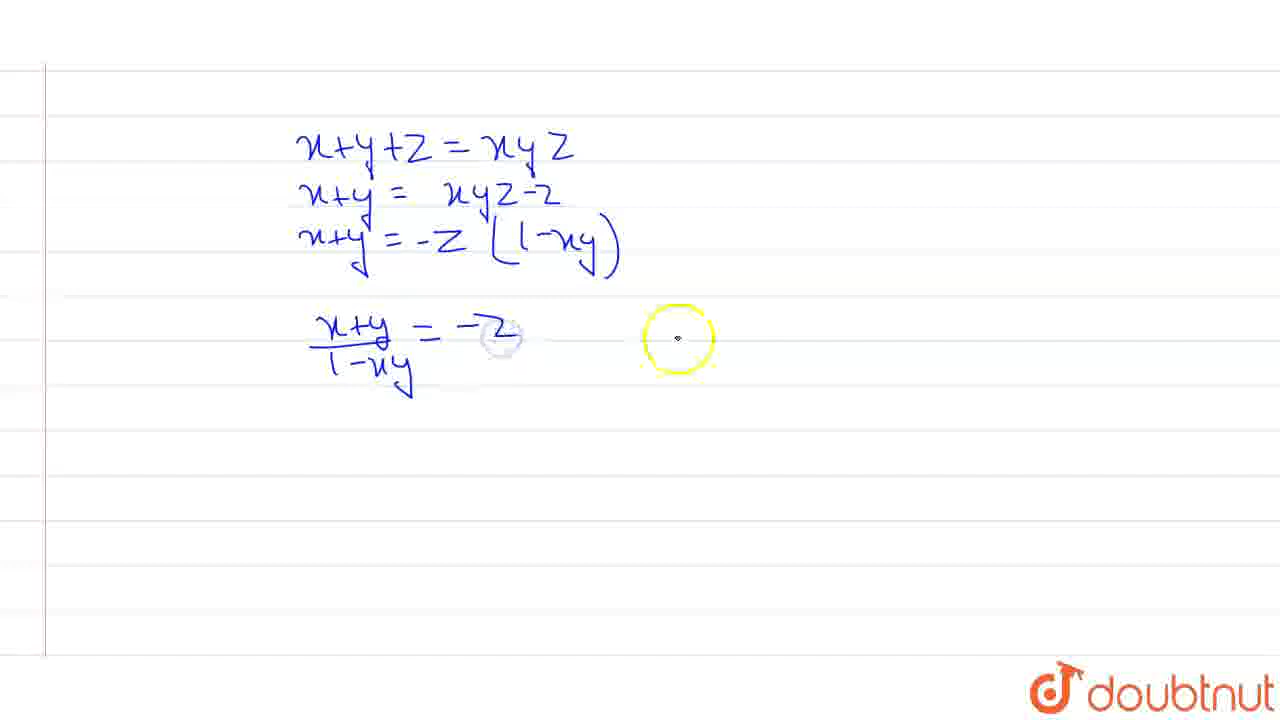 x+y+z = xyz
x+y = xyz-z
x+y = -z (1-xy)
x+y/1-xy = -z
doubtnut